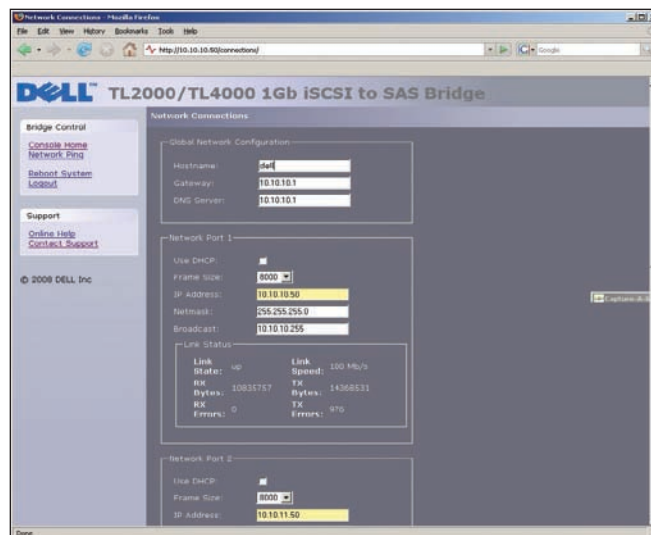 Network Connections - Mozilla Firefox
File Edit View History Bookmarks Tools Help
http://10.10.10.50/connections/
Google
DELL™ TL2000/TL4000 1Gb iSCSI to SAS Bridge
Bridge Control
Console Home
Network Ping
Reboot System
Logout
Support
Online Help
Contact Support
© 2008 DELL Inc
Network Connections
Global Network Configuration
Hostname: dell
Gateway: 10.10.10.1
DNS Server: 10.10.10.1
Network Port 1
Use DHCP:
Frame Size: 8000
IP Address: 10.10.10.50
Netmask: 255.255.255.0
Broadcast: 10.10.10.255
Link Status
Link State: up Link Speed: 100 Mb/s
RX Bytes: 10835757 TX Bytes: 14368531
RX Errors: 0 TX Errors: 976
Network Port 2
Use DHCP:
Frame Size: 8000
IP Address: 10.10.11.50
Done